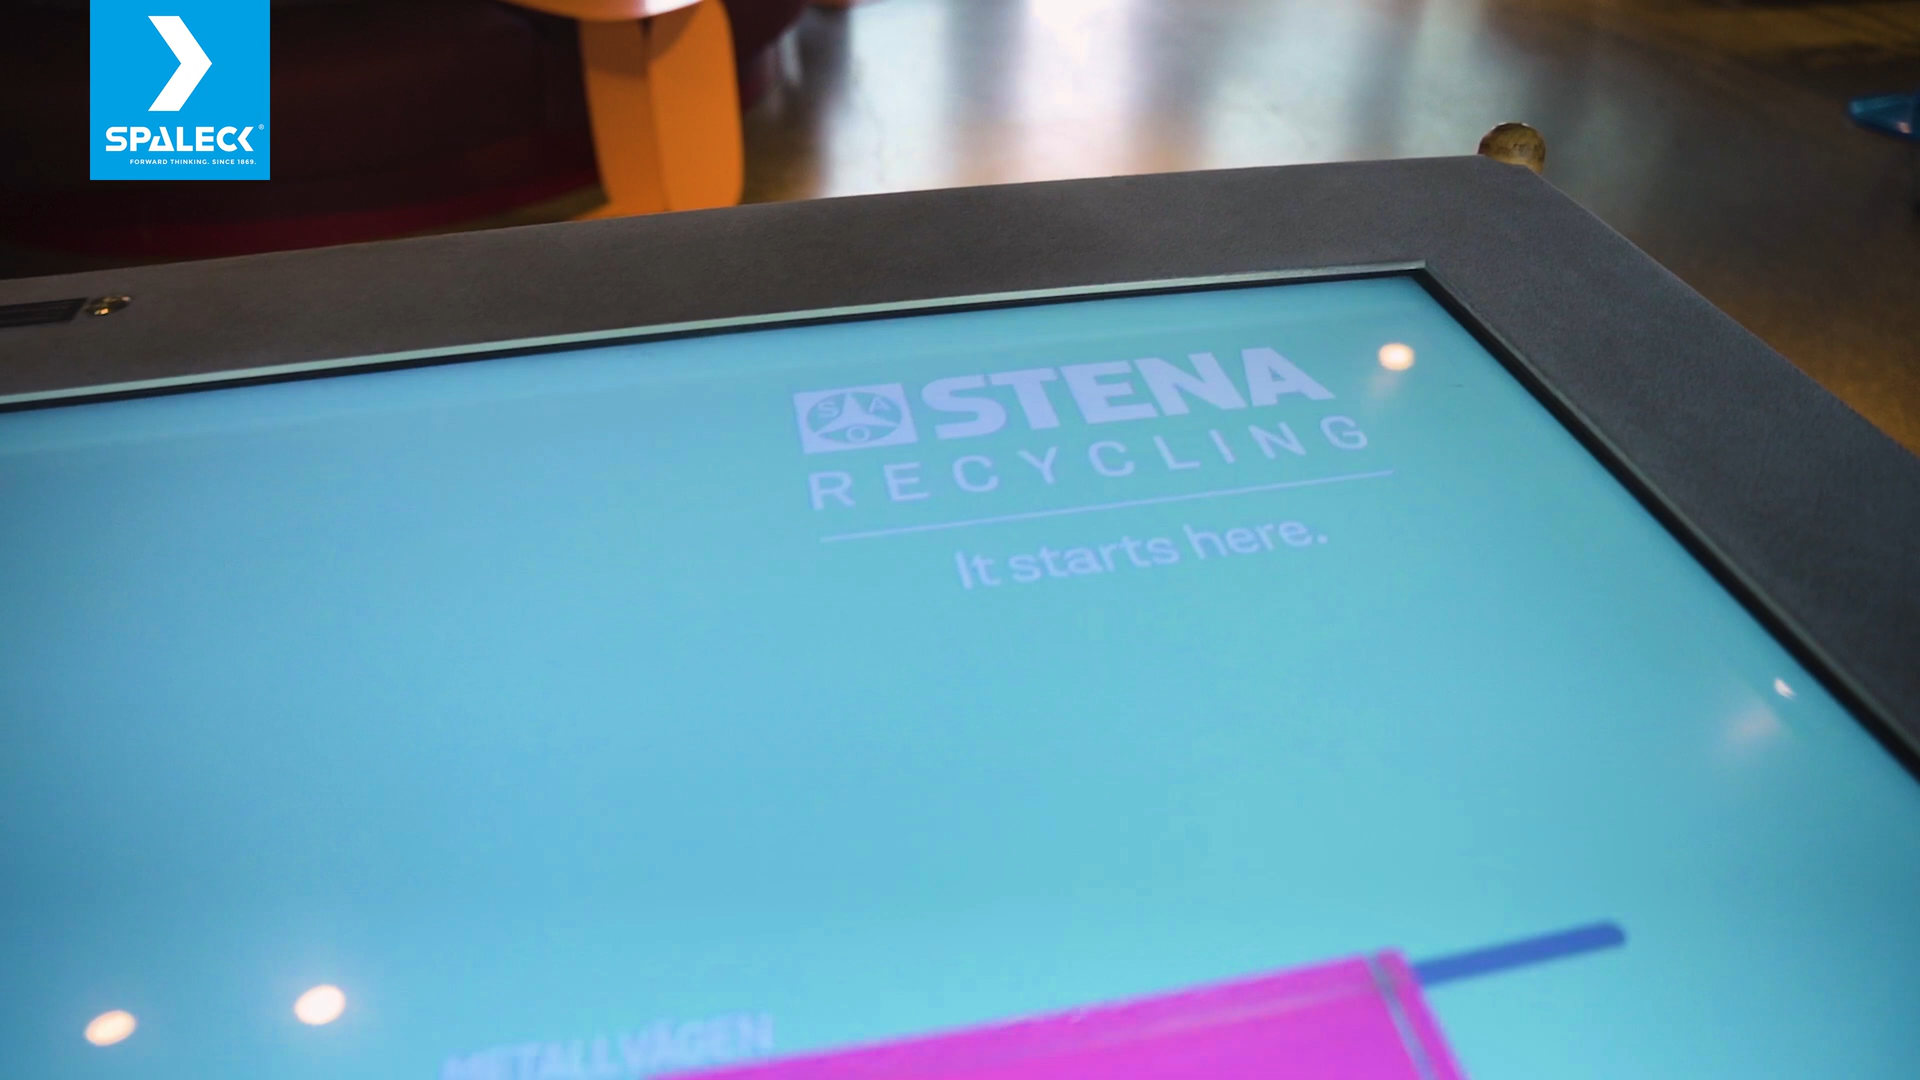 SPALECK®
FORWARD THINKING. SINCE 1869.
S A O
STENA
RECYCLING
It starts here.
METALLVÄGEN